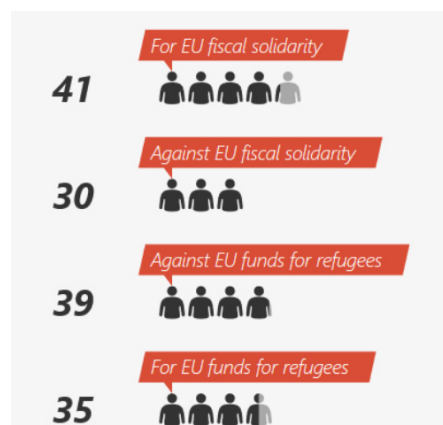 For EU fiscal solidarity
41
Against EU fiscal solidarity
30
Against EU funds for refugees
39
For EU funds for refugees
35